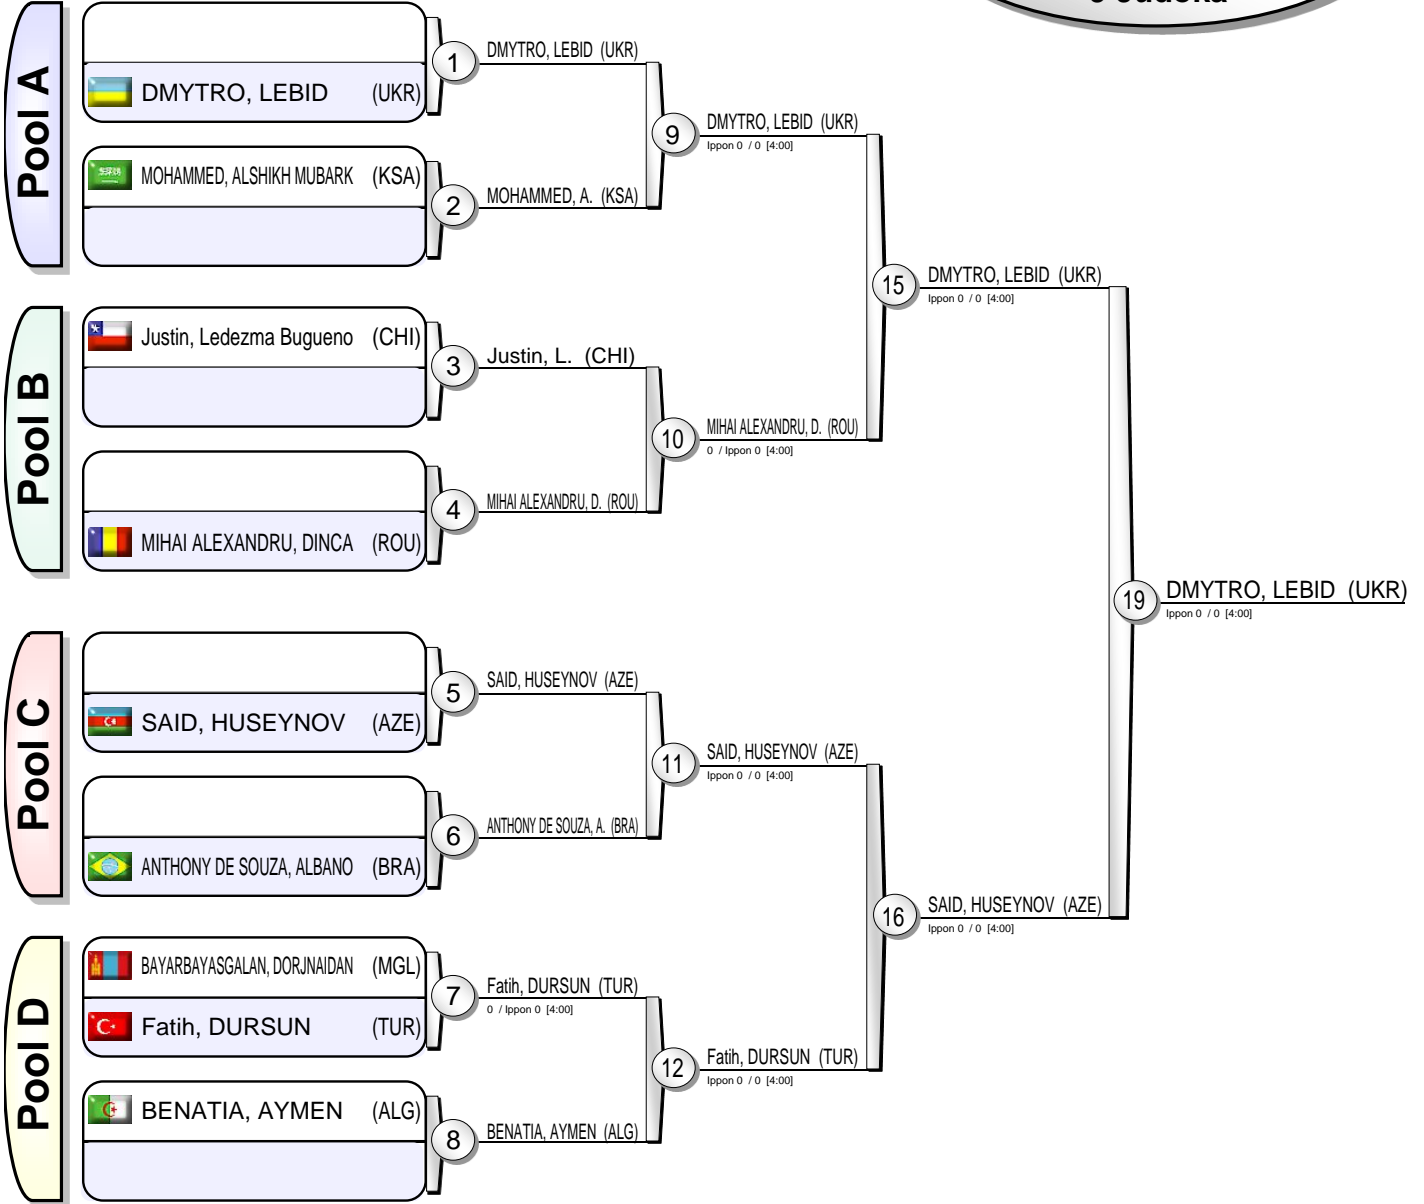 Judoka
Pool A
DMYTRO, LEBID (UKR)
MOHAMMED, ALSHIKH MUBARK (KSA)
1
DMYTRO, LEBID (UKR)
2
MOHAMMED, A. (KSA)
9
DMYTRO, LEBID (UKR)
Ippon 0 / 0 [4:00]
Pool B
Justin, Ledezma Bugueno (CHI)
MIHAI ALEXANDRU, DINCA (ROU)
3
Justin, L. (CHI)
4
MIHAI ALEXANDRU, D. (ROU)
10
MIHAI ALEXANDRU, D. (ROU)
0 / Ippon 0 [4:00]
15
DMYTRO, LEBID (UKR)
Ippon 0 / 0 [4:00]
Pool C
SAID, HUSEYNOV (AZE)
ANTHONY DE SOUZA, ALBANO (BRA)
5
SAID, HUSEYNOV (AZE)
6
ANTHONY DE SOUZA, A. (BRA)
11
SAID, HUSEYNOV (AZE)
Ippon 0 / 0 [4:00]
Pool D
BAYARBAYASGALAN, DORJNAIDAN (MGL)
Fatih, DURSUN (TUR)
BENATIA, AYMEN (ALG)
7
Fatih, DURSUN (TUR)
0 / Ippon 0 [4:00]
8
BENATIA, AYMEN (ALG)
12
Fatih, DURSUN (TUR)
Ippon 0 / 0 [4:00]
16
SAID, HUSEYNOV (AZE)
Ippon 0 / 0 [4:00]
19
DMYTRO, LEBID (UKR)
Ippon 0 / 0 [4:00]